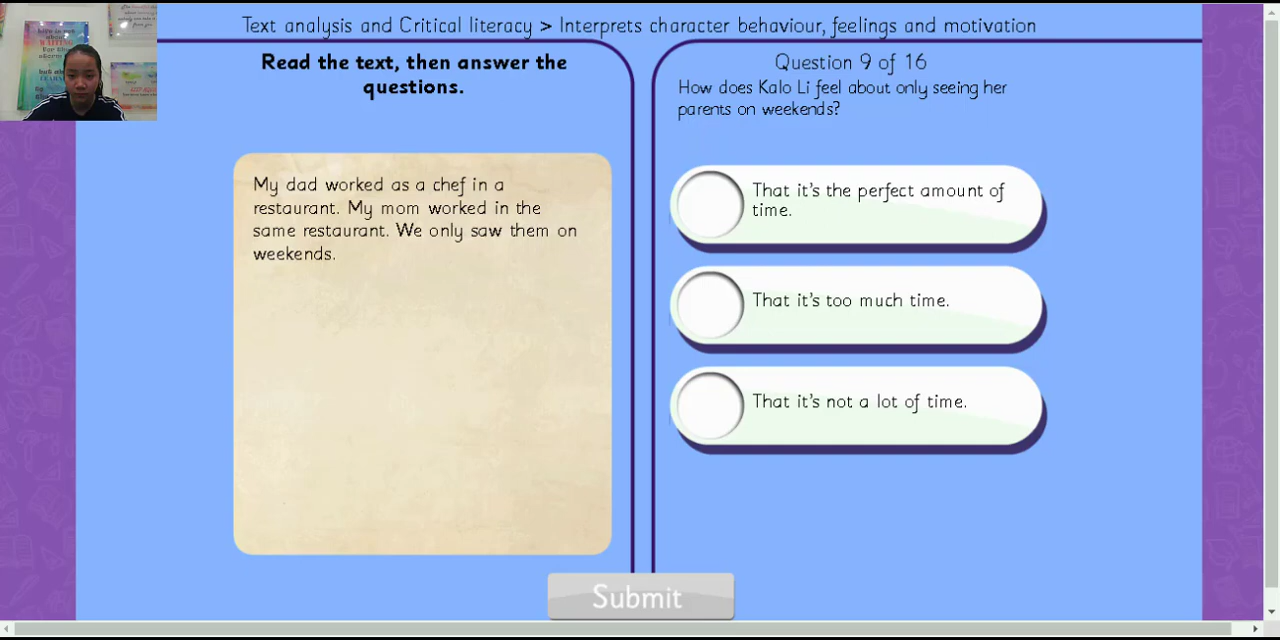 Text analysis and Critical literacy > Interprets character behaviour, feelings and motivation
Read the text, then answer the
questions.
My dad worked as a chef in a
restaurant. My mom worked in the
same restaurant. We only saw them on
weekends.
Question 9 of 16
How does Kalo Li feel about only seeing her
parents on weekends?
That it's the perfect amount of
time.
That it's too much time.
That it's not a lot of time.
Submit